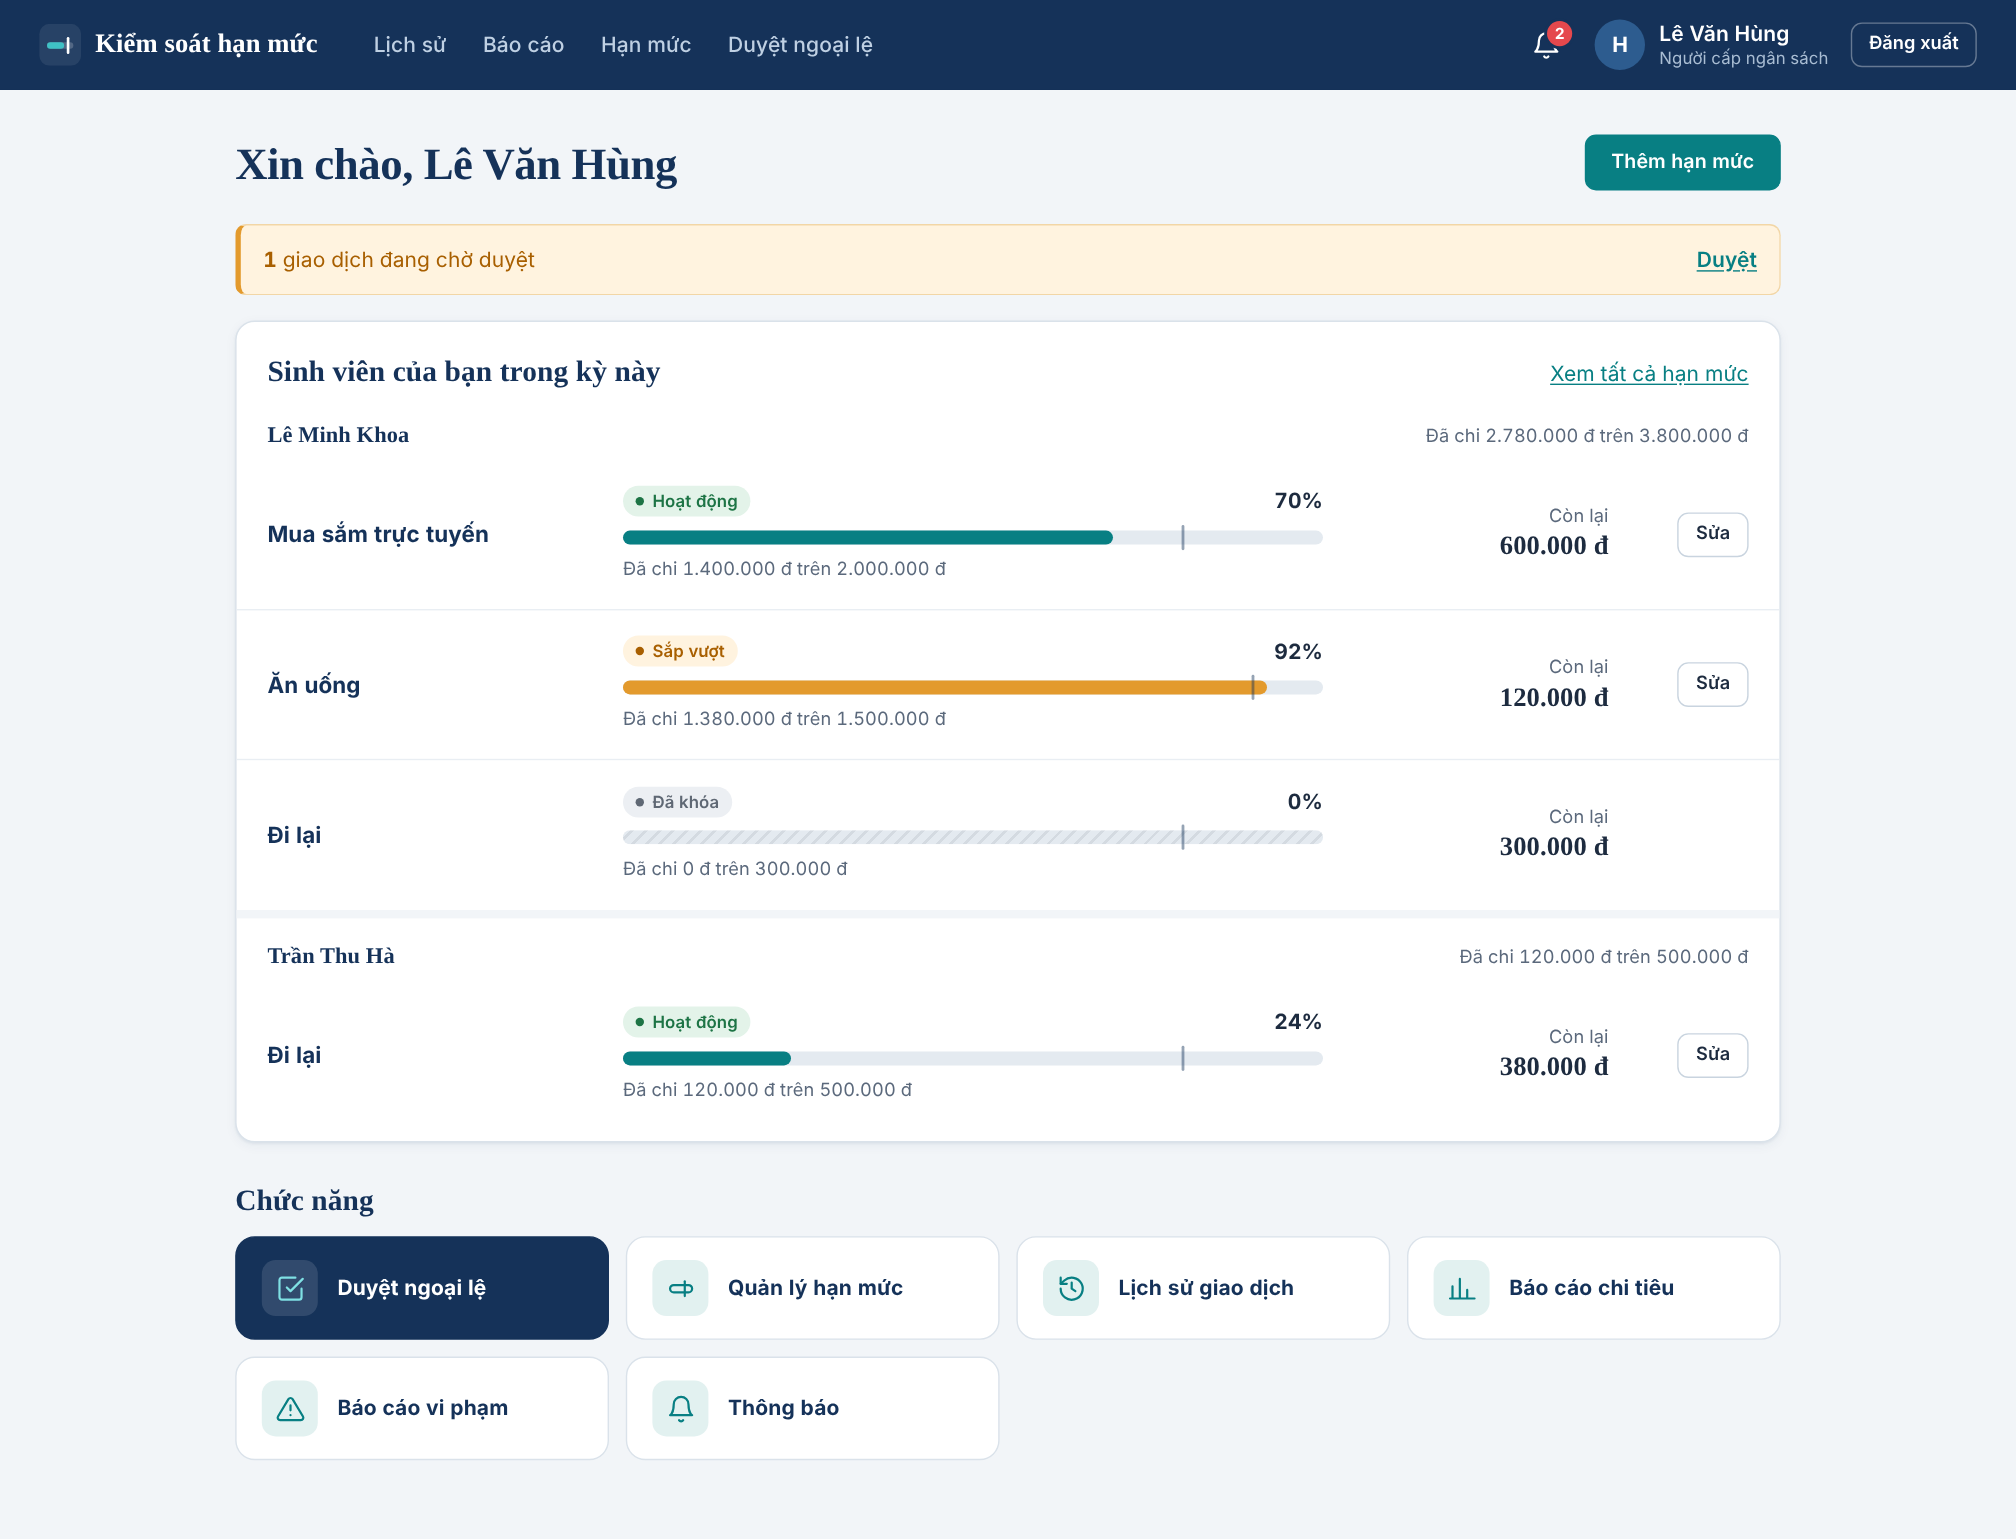 Kiểm soát hạn mức
Lịch sử
Báo cáo
Hạn mức
Duyệt ngoại lệ
2
H
Lê Văn Hùng
Người cấp ngân sách
Đăng xuất
Xin chào, Lê Văn Hùng
Thêm hạn mức
1 giao dịch đang chờ duyệt
Duyệt
Sinh viên của bạn trong kỳ này
Xem tất cả hạn mức
Lê Minh Khoa
Đã chi 2.780.000 đ trên 3.800.000 đ
Mua sắm trực tuyến
Hoạt động
70%
Đã chi 1.400.000 đ trên 2.000.000 đ
Còn lại
600.000 đ
Sửa
Ăn uống
Sắp vượt
92%
Đã chi 1.380.000 đ trên 1.500.000 đ
Còn lại
120.000 đ
Sửa
Đi lại
Đã khóa
0%
Đã chi 0 đ trên 300.000 đ
Còn lại
300.000 đ
Trần Thu Hà
Đã chi 120.000 đ trên 500.000 đ
Đi lại
Hoạt động
24%
Đã chi 120.000 đ trên 500.000 đ
Còn lại
380.000 đ
Sửa
Chức năng
Duyệt ngoại lệ
Quản lý hạn mức
Lịch sử giao dịch
Báo cáo chi tiêu
Báo cáo vi phạm
Thông báo